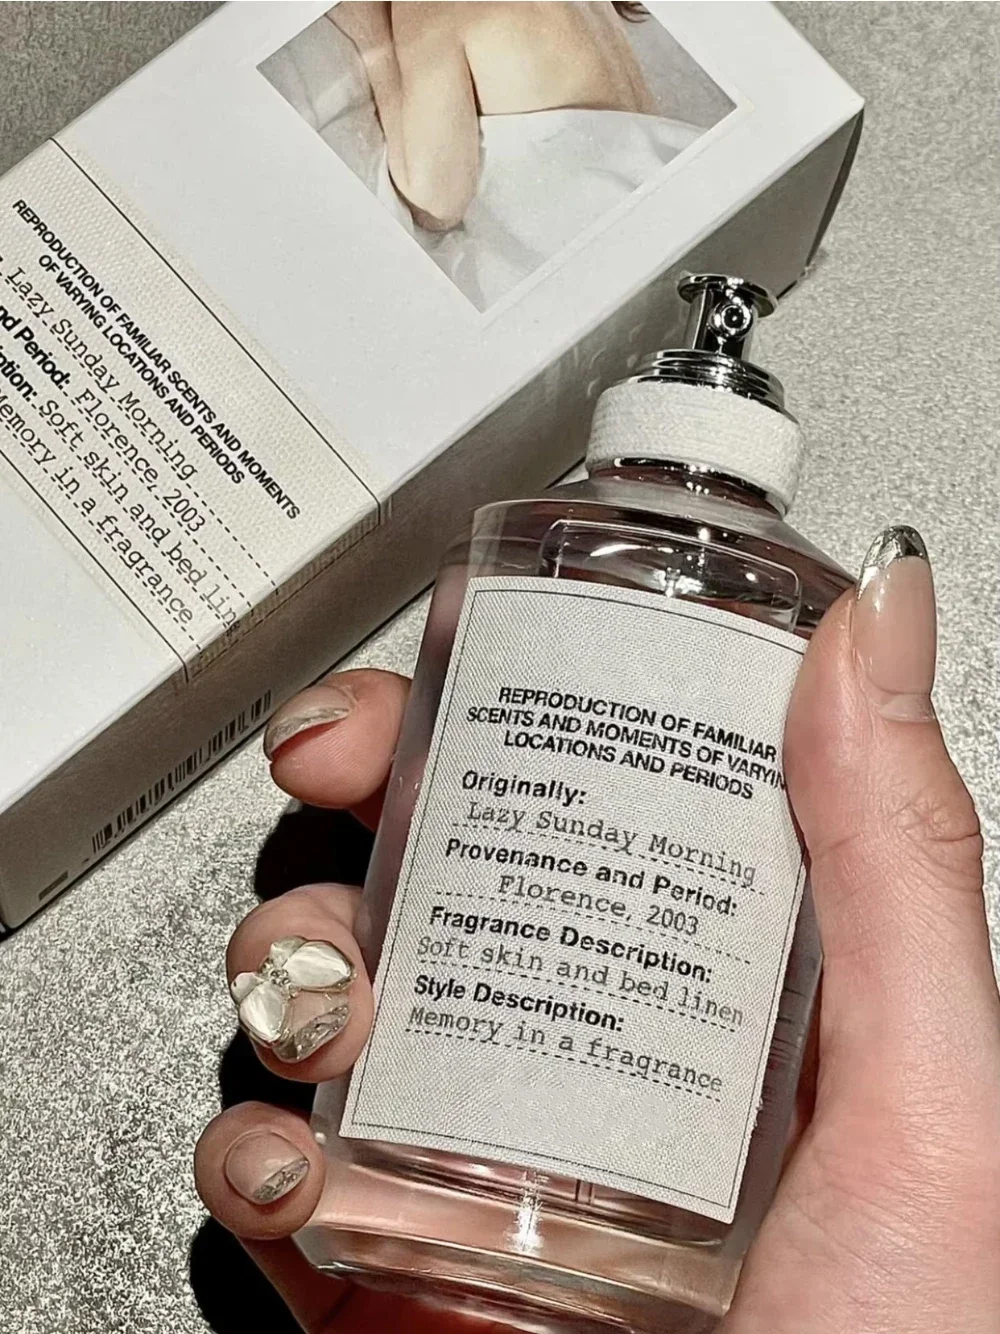 REPRODUCTION OF FAMILIAR SCENTS AND MOMENTS
OF VARYING LOCATIONS AND PERIODS
Lazy Sunday Morning
nd Period: Florence, 2003
ption: Soft skin and bed lin
Memory in a fragrance
REPRODUCTION OF FAMILIAR
SCENTS AND MOMENTS OF VARYIN
LOCATIONS AND PERIODS
Originally:
Lazy Sunday Morning
Provenance and Period:
Florence, 2003
Fragrance Description:
Soft skin and bed linen
Style Description:
Memory in a fragrance